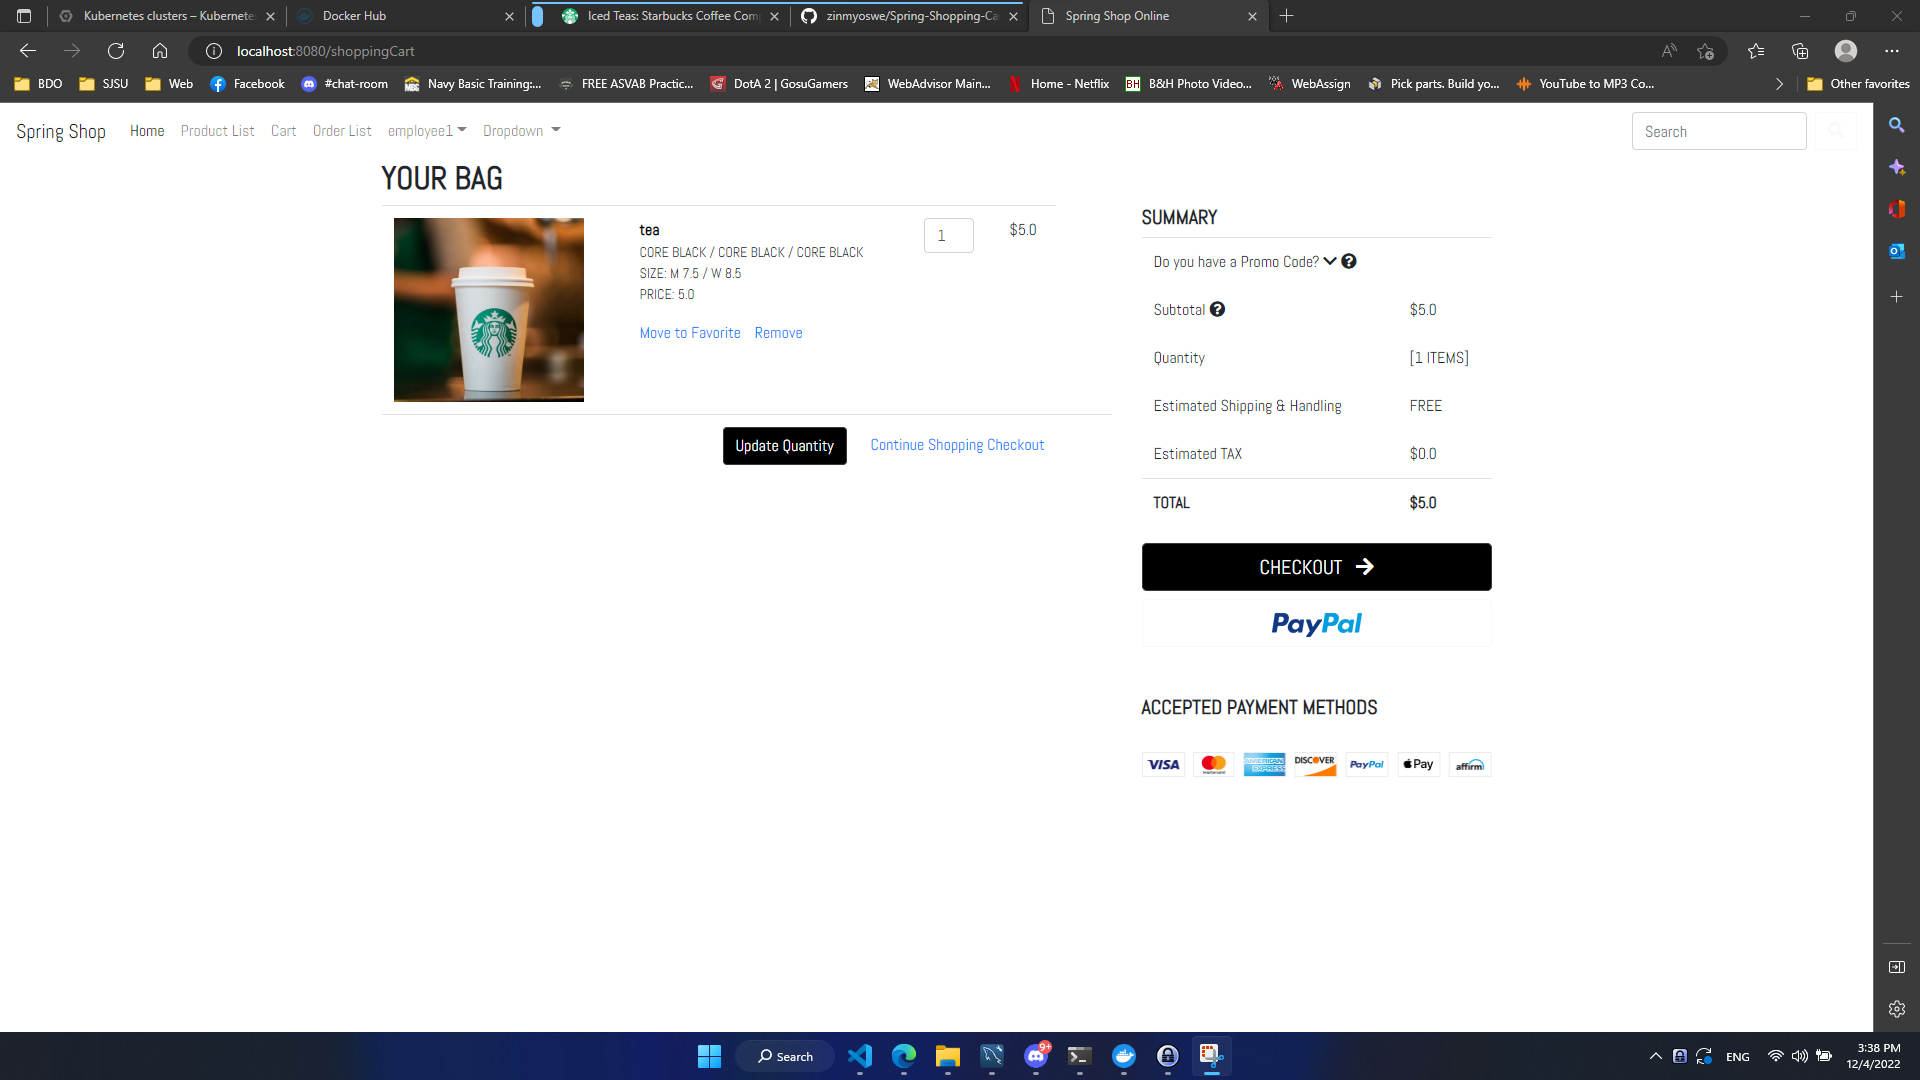 Kubernetes clusters – Kubernetes
Docker Hub
Iced Teas: Starbucks Coffee Com
zinmyoswe/Spring-Shopping-Ca
Spring Shop Online
localhost:8080/shoppingCart
BDO
SJSU
Web
Facebook
#chat-room
Navy Basic Training:...
FREE ASVAB Practic...
DotA 2 | GosuGamers
WebAdvisor Main...
Home - Netflix
B&H Photo Video...
WebAssign
Pick parts. Build yo...
YouTube to MP3 Co...
Other favorites
Spring Shop
Home
Product List
Cart
Order List
employee1
Dropdown
Search
YOUR BAG
tea
CORE BLACK / CORE BLACK / CORE BLACK
SIZE: M 7.5 / W 8.5
PRICE: 5.0
Move to Favorite Remove
1
$5.0
Update Quantity
Continue Shopping Checkout
SUMMARY
Do you have a Promo Code?
Subtotal $5.0
Quantity [1 ITEMS]
Estimated Shipping & Handling FREE
Estimated TAX $0.0
TOTAL $5.0
CHECKOUT
PayPal
ACCEPTED PAYMENT METHODS
VISA
mastercard
AMERICAN EXPRESS
DISCOVER
PayPal
Pay
affirm
Search
9+
ENG
3:38 PM
12/4/2022